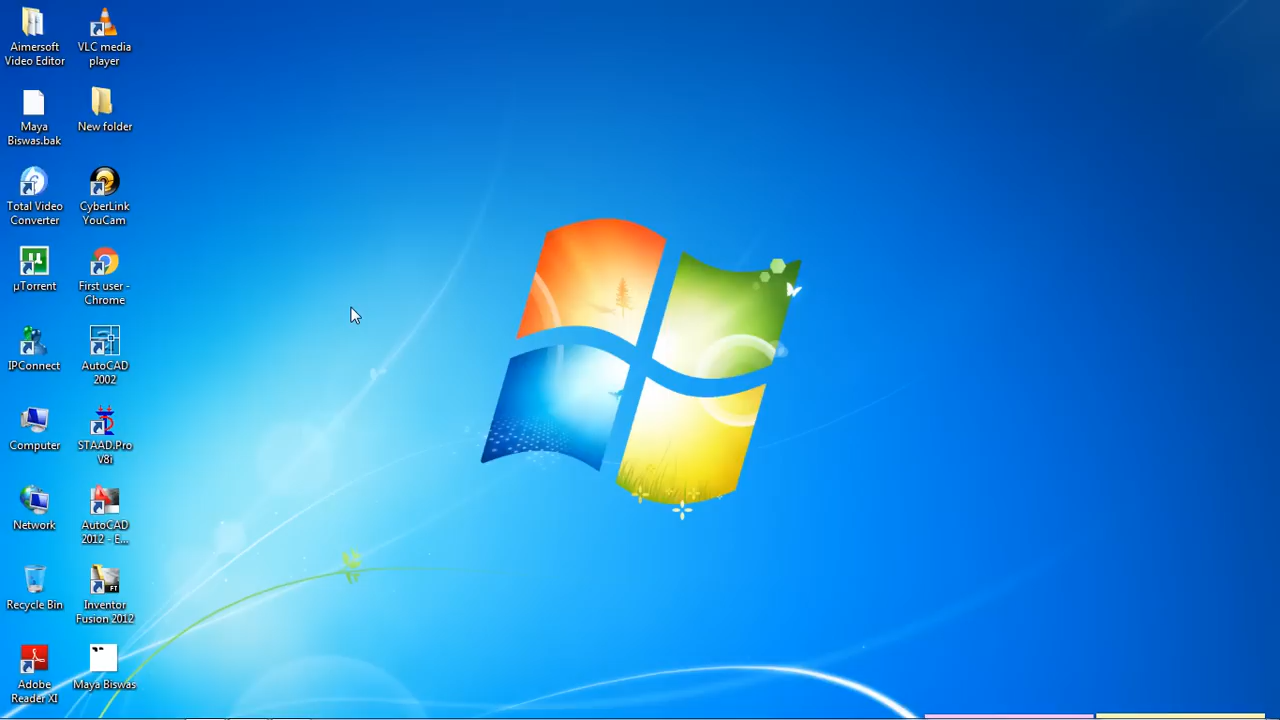 Aimersoft
Video Editor
VLC media
player
Maya
Biswas.bak
New folder
Total Video
Converter
CyberLink
YouCam
µTorrent
First user -
Chrome
IPConnect
AutoCAD
2002
Computer
STAAD.Pro
V8i
Network
AutoCAD
2012 - E...
Recycle Bin
Inventor
Fusion 2012
FT
Adobe
Reader XI
Maya Biswas